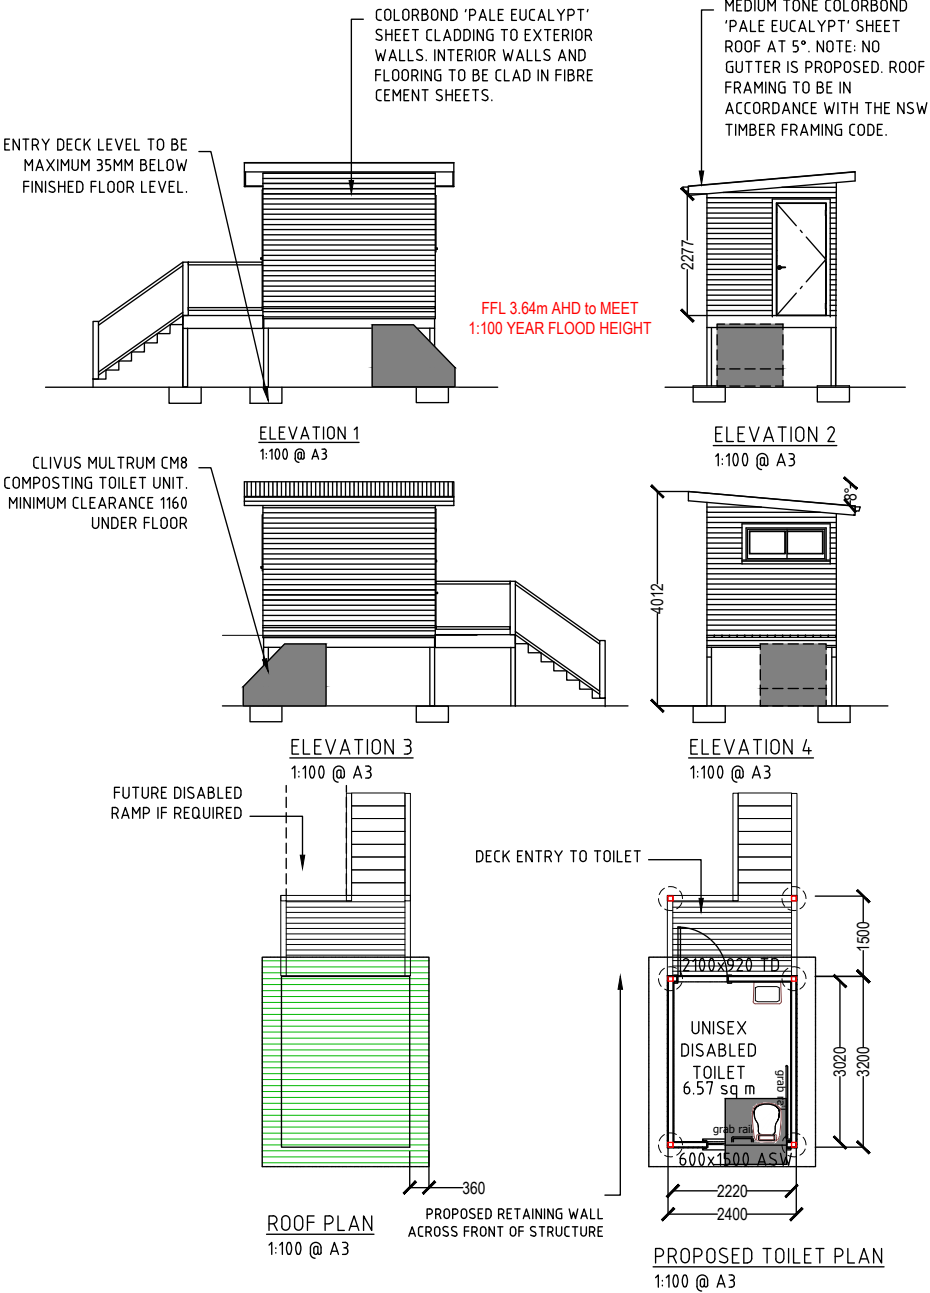 COLORBOND 'PALE EUCALYPT'
SHEET CLADDING TO EXTERIOR
WALLS. INTERIOR WALLS AND
FLOORING TO BE CLAD IN FIBRE
CEMENT SHEETS.
MEDIUM TONE COLORBOND
'PALE EUCALYPT' SHEET
ROOF AT 5°. NOTE: NO
GUTTER IS PROPOSED. ROOF
FRAMING TO BE IN
ACCORDANCE WITH THE NSW
TIMBER FRAMING CODE.
ENTRY DECK LEVEL TO BE
MAXIMUM 35MM BELOW
FINISHED FLOOR LEVEL.
2277
FFL 3.64m AHD to MEET
1:100 YEAR FLOOD HEIGHT
ELEVATION 1
1:100 @ A3
ELEVATION 2
1:100 @ A3
CLIVUS MULTRUM CM8
COMPOSTING TOILET UNIT.
MINIMUM CLEARANCE 1160
UNDER FLOOR
8°
4012
ELEVATION 3
1:100 @ A3
ELEVATION 4
1:100 @ A3
FUTURE DISABLED
RAMP IF REQUIRED
DECK ENTRY TO TOILET
1500
2100x920 TD
UNISEX
DISABLED
TOILET
6.57 sq m
grab rail
grab rail
3020
3200
600x1500 ASW
360
2220
2400
PROPOSED RETAINING WALL
ACROSS FRONT OF STRUCTURE
ROOF PLAN
1:100 @ A3
PROPOSED TOILET PLAN
1:100 @ A3